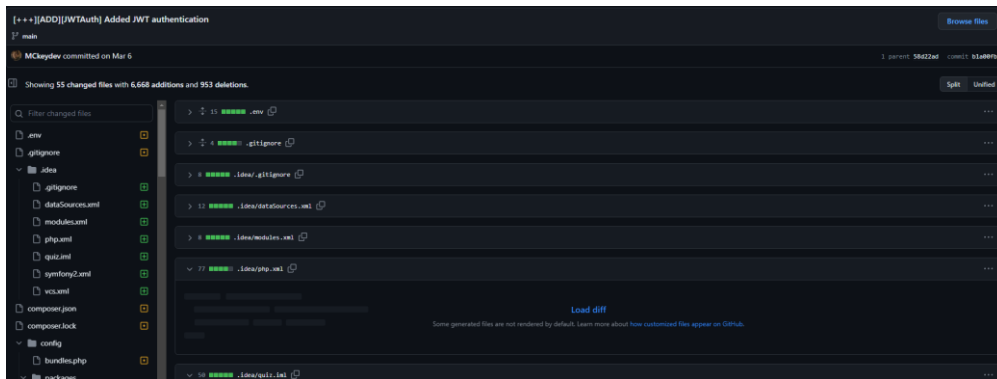 [+++][ADD][JWTAuth] Added JWT authentication
Browse files
main
MCkeydev committed on Mar 6
1 parent 58d22ad commit b1a00fb
Showing 55 changed files with 6,668 additions and 953 deletions.
Split Unified
Filter changed files
.env
.gitignore
.idea
.gitignore
dataSources.xml
modules.xml
php.xml
quiz.iml
symfony2.xml
vcs.xml
composer.json
composer.lock
config
bundles.php
packages
15 .env
4 .gitignore
8 .idea/.gitignore
12 .idea/dataSources.xml
8 .idea/modules.xml
77 .idea/php.xml
Load diff
Some generated files are not rendered by default. Learn more about how customized files appear on GitHub.
50 .idea/quiz.iml